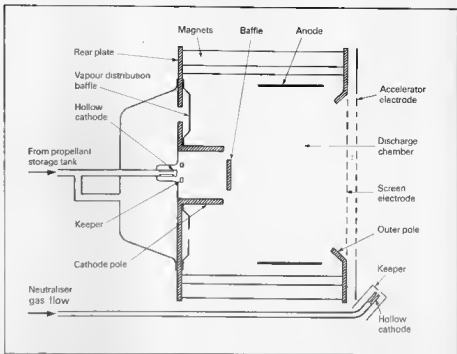 Magnets
Baffle
Anode
Rear plate
Vapour distribution
baffle
Hollow
cathode
From propellant
storage tank
Keeper
Cathode pole
Neutraliser
gas flow
Accelerator
electrode
Discharge
chamber
Screen
electrode
Outer pole
Keeper
Hollow
cathode